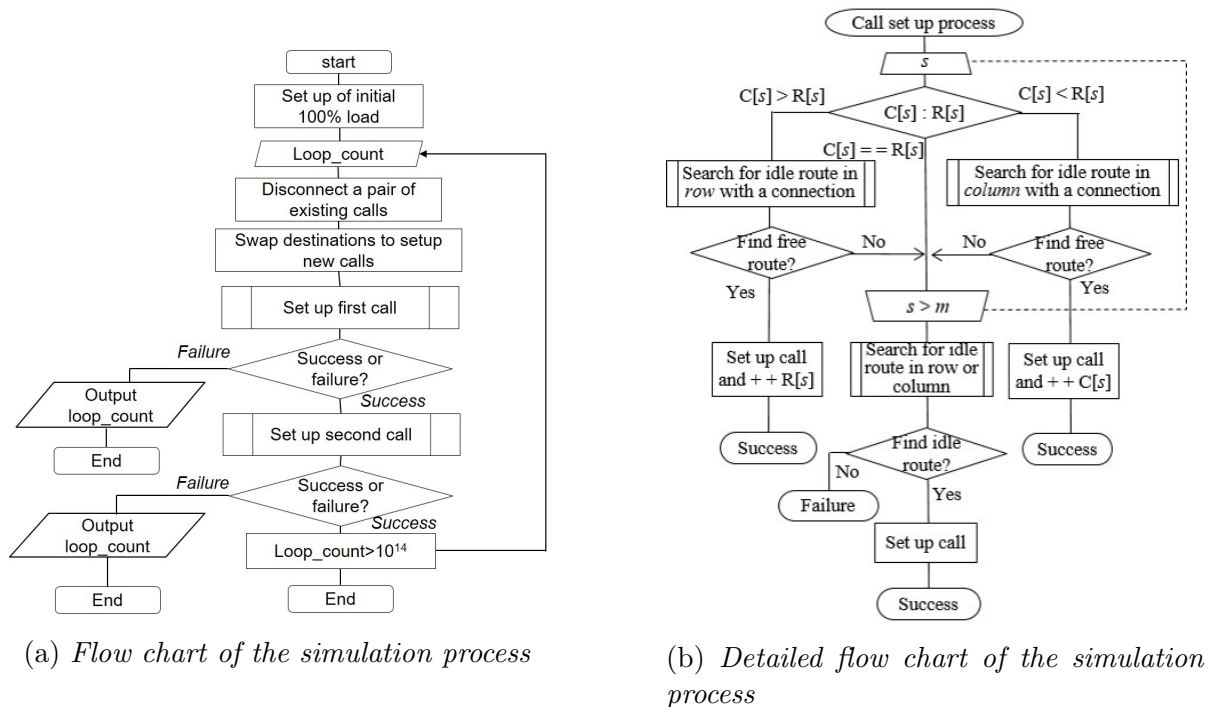 start
Set up of initial
100% load
Loop_count
Disconnect a pair of
existing calls
Swap destinations to setup
new calls
Set up first call
Failure
Success or
failure?
Output
loop_count
Success
End
Set up second call
Failure
Success or
failure?
Output
loop_count
Success
Loop_count>10¹⁴
End
End
(a) Flow chart of the simulation process
Call set up process
s
C[s] > R[s]
C[s] < R[s]
C[s] : R[s]
C[s] == R[s]
Search for idle route in
row with a connection
Search for idle route in
column with a connection
Find free
route?
No
No
Find free
route?
Yes
Yes
s > m
Set up call
and + + R[s]
Search for idle
route in row or
column
Set up call
and + + C[s]
Success
Find idle
route?
Success
No
Yes
Failure
Set up call
Success
(b) Detailed flow chart of the simulation
process